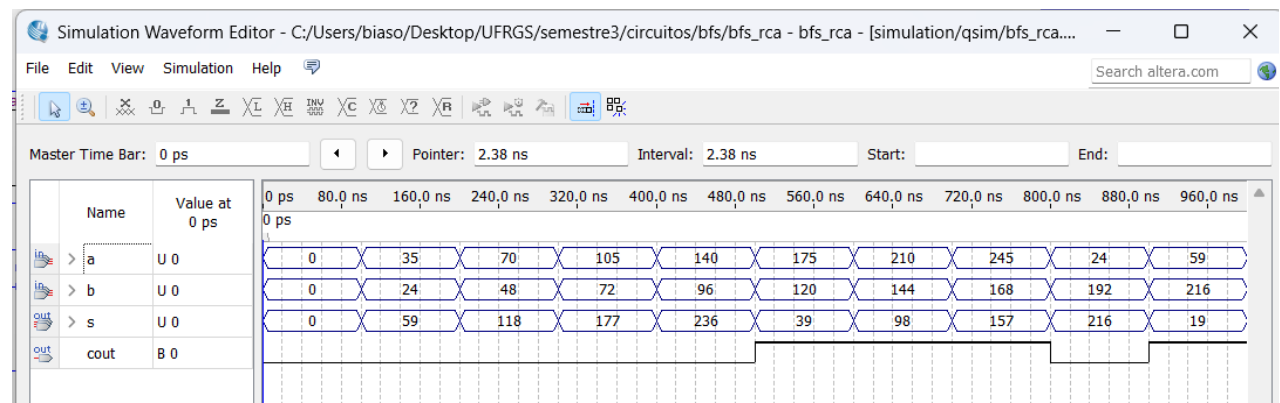 Simulation Waveform Editor - C:/Users/biaso/Desktop/UFRGS/semestre3/circuitos/bfs/bfs_rca - bfs_rca - [simulation/qsim/bfs_rca....
File Edit View Simulation Help
Search altera.com
Master Time Bar: 0 ps Pointer: 2.38 ns Interval: 2.38 ns Start: End:
Name Value at 0 ps
0 ps 80.0 ns 160.0 ns 240.0 ns 320.0 ns 400.0 ns 480.0 ns 560.0 ns 640.0 ns 720.0 ns 800.0 ns 880.0 ns 960.0 ns
0 ps
in > a U 0 0 35 70 105 140 175 210 245 24 59
in > b U 0 0 24 48 72 96 120 144 168 192 216
out > s U 0 0 59 118 177 236 39 98 157 216 19
out cout B 0